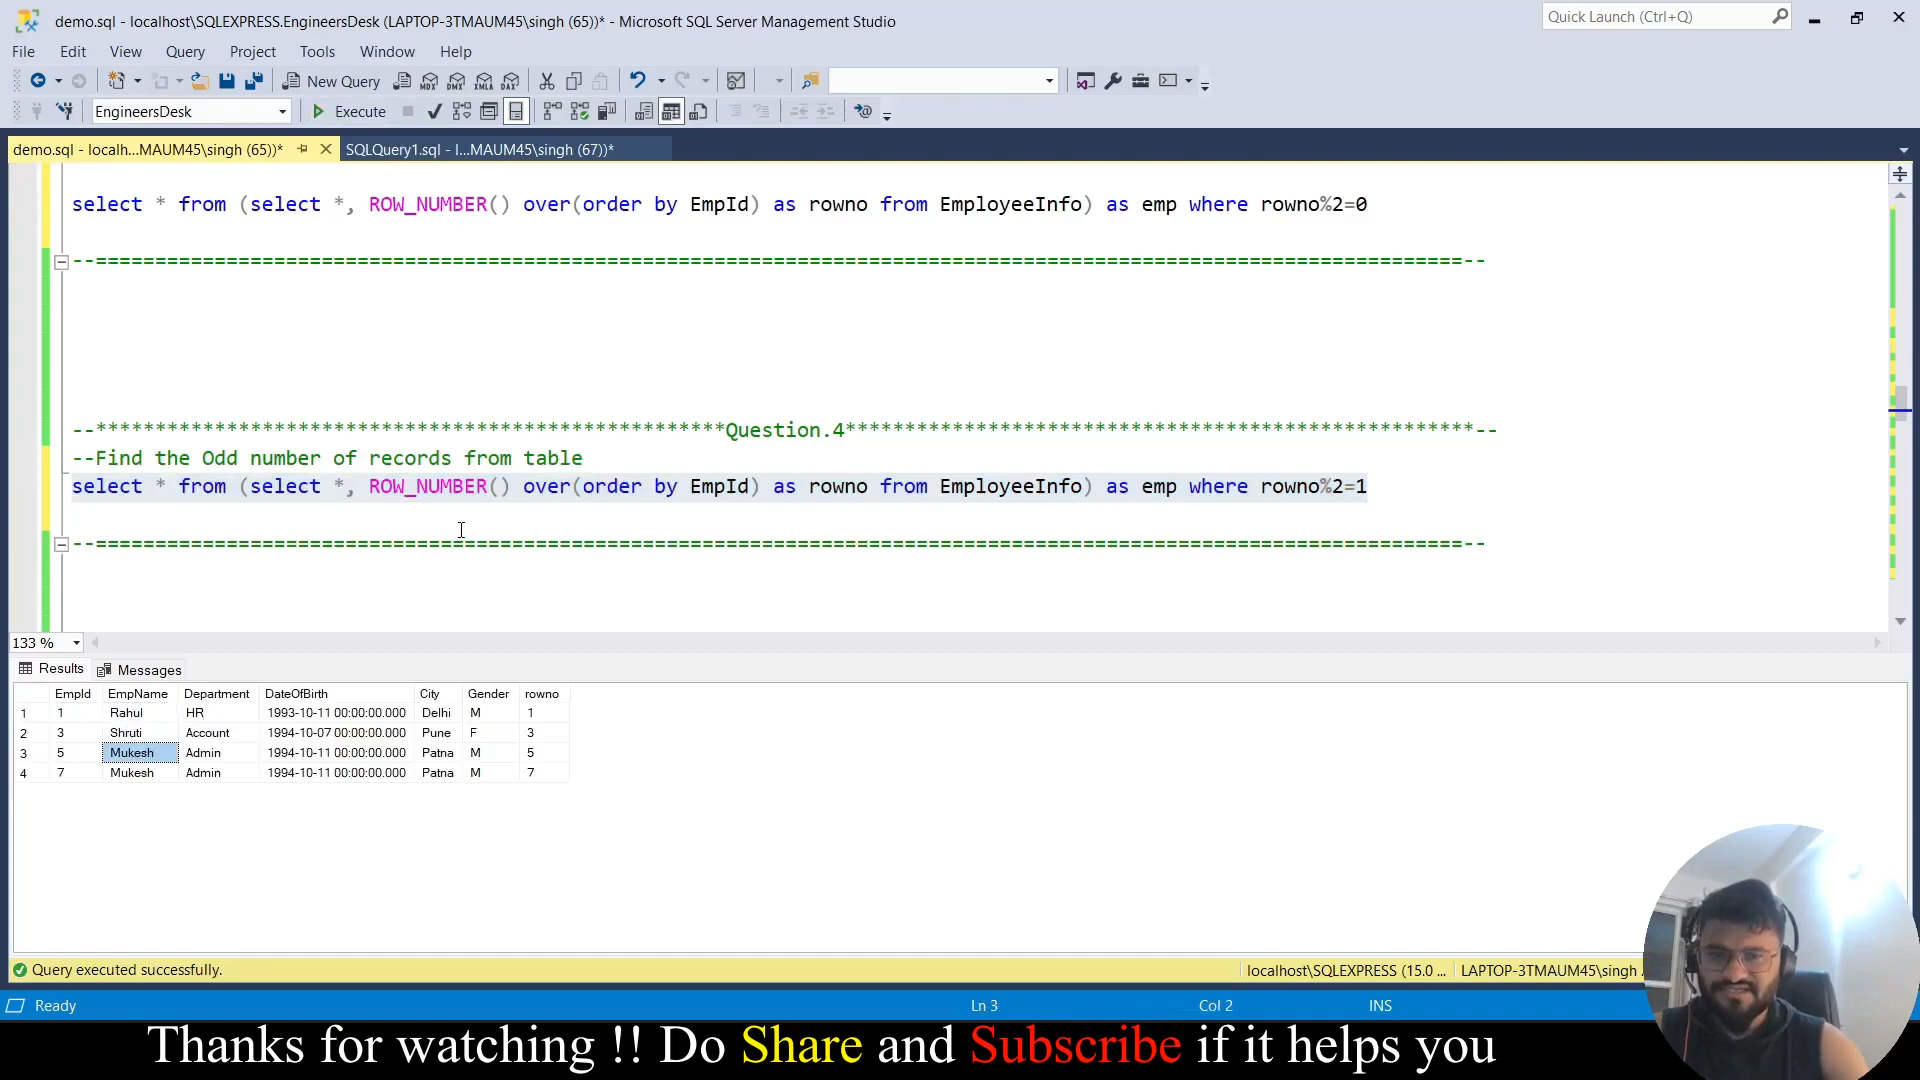 demo.sql - localhost\SQLEXPRESS.EngineersDesk (LAPTOP-3TMAUM45\singh (65))* - Microsoft SQL Server Management Studio
Quick Launch (Ctrl+Q)
File Edit View Query Project Tools Window Help
New Query MDX DMX XMLA DAX
EngineersDesk Execute
demo.sql - localh...MAUM45\singh (65))* SQLQuery1.sql - l...MAUM45\singh (67))*
select * from (select *, ROW_NUMBER() over(order by EmpId) as rowno from EmployeeInfo) as emp where rowno%2=0
--===================================================================================================================--
--*****************************************************Question.4*****************************************************--
--Find the Odd number of records from table
select * from (select *, ROW_NUMBER() over(order by EmpId) as rowno from EmployeeInfo) as emp where rowno%2=1
--===================================================================================================================--
133 %
Results Messages
EmpId EmpName Department DateOfBirth City Gender rowno
1 1 Rahul HR 1993-10-11 00:00:00.000 Delhi M 1
2 3 Shruti Account 1994-10-07 00:00:00.000 Pune F 3
3 5 Mukesh Admin 1994-10-11 00:00:00.000 Patna M 5
4 7 Mukesh Admin 1994-10-11 00:00:00.000 Patna M 7
Query executed successfully. localhost\SQLEXPRESS (15.0 ... LAPTOP-3TMAUM45\singh
Ready Ln 3 Col 2 INS
Thanks for watching !! Do Share and Subscribe if it helps you